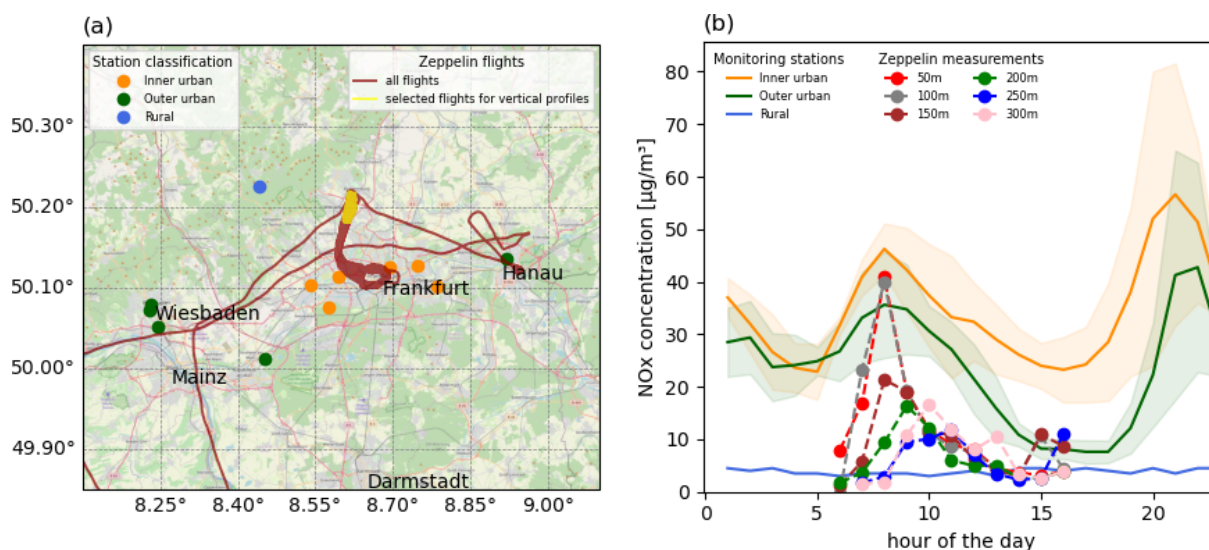 (a)
Station classification
Inner urban
Outer urban
Rural
Zeppelin flights
all flights
selected flights for vertical profiles
50.30°
50.20°
50.10°
50.00°
49.90°
Hanau
Frankfurt
Wiesbaden
Mainz
Darmstadt
8.25 8.40 8.55 8.70 8.85 9.00
(b)
Monitoring stations
Inner urban
Outer urban
Rural
Zeppelin measurements
50m
100m
150m
200m
250m
300m
NOx concentration [µg/m³]
80
70
60
50
40
30
20
10
0
0 5 10 15 20
hour of the day